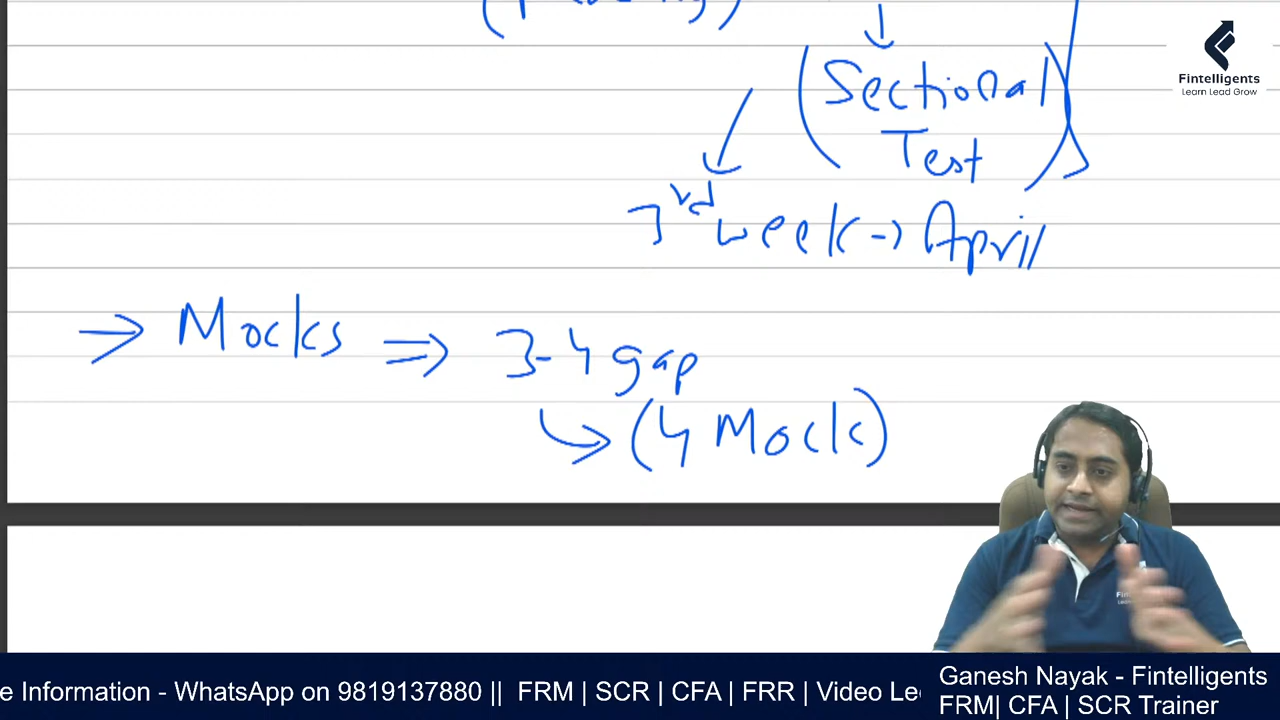 Fintelligents
Learn Lead Grow
(Sectional
Test)
3rd week → April
→ Mocks ⇒ 3-4 gap
↳ (4 Mock)
e Information - WhatsApp on 9819137880 || FRM | SCR | CFA | FRR | Video Le
Ganesh Nayak - Fintelligents
FRM| CFA | SCR Trainer